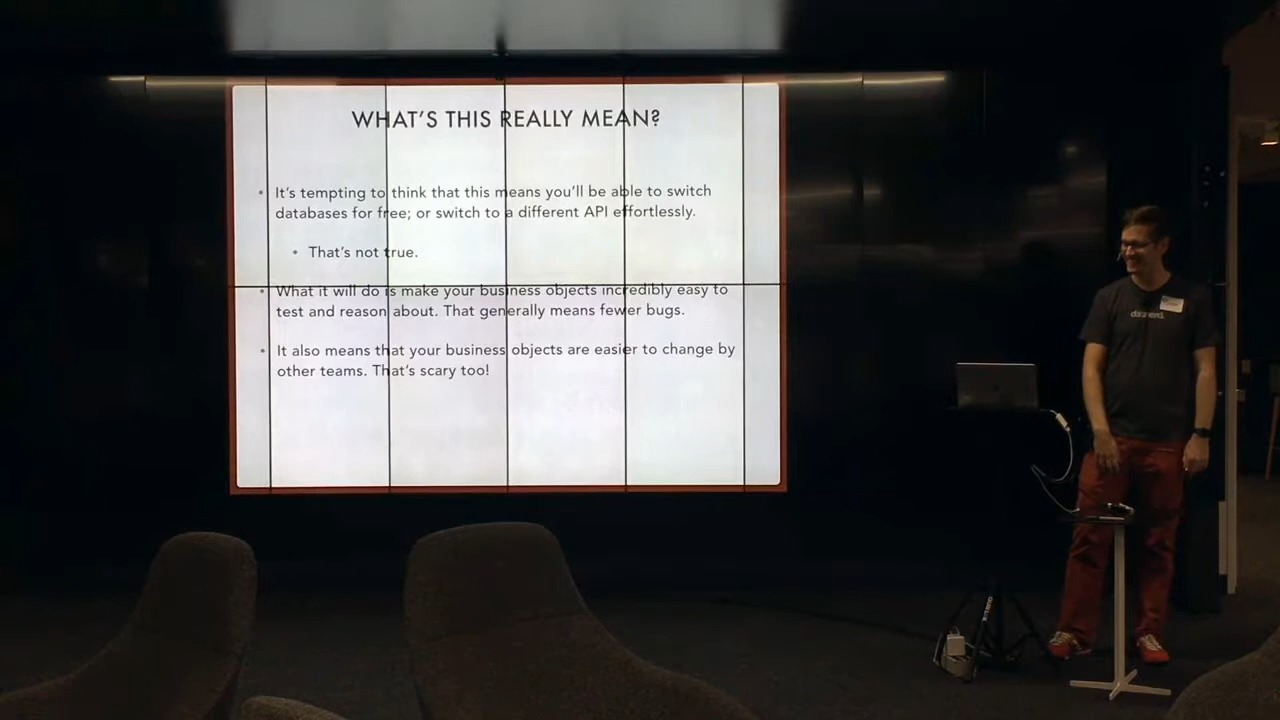 WHAT'S THIS REALLY MEAN?
• It's tempting to think that this means you'll be able to switch
databases for free; or switch to a different API effortlessly.
• That's not true.
• What it will do is make your business objects incredibly easy to
test and reason about. That generally means fewer bugs.
• It also means that your business objects are easier to change by
other teams. That's scary too!